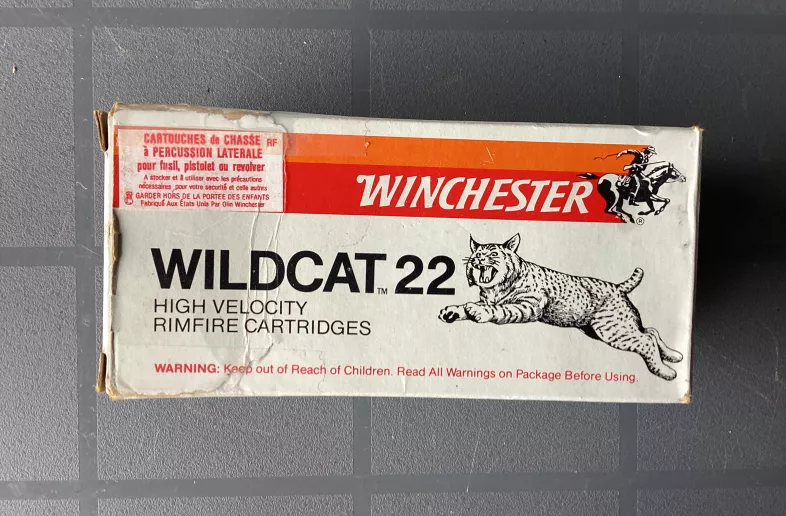 CARTOUCHES de CHASSE RF
à PERCUSSION LATERALE
pour fusil, pistolet ou revolver
A stocker et à utiliser avec les précautions
nécessaires pour votre securité et celle autres
GARDER HORS DE LA PORTEE DES ENFANTS
Fabriqué Aux États Unis Par Olin Winchester
WINCHESTER
®
WILDCAT™ 22
HIGH VELOCITY
RIMFIRE CARTRIDGES
WARNING: Keep out of Reach of Children. Read All Warnings on Package Before Using.